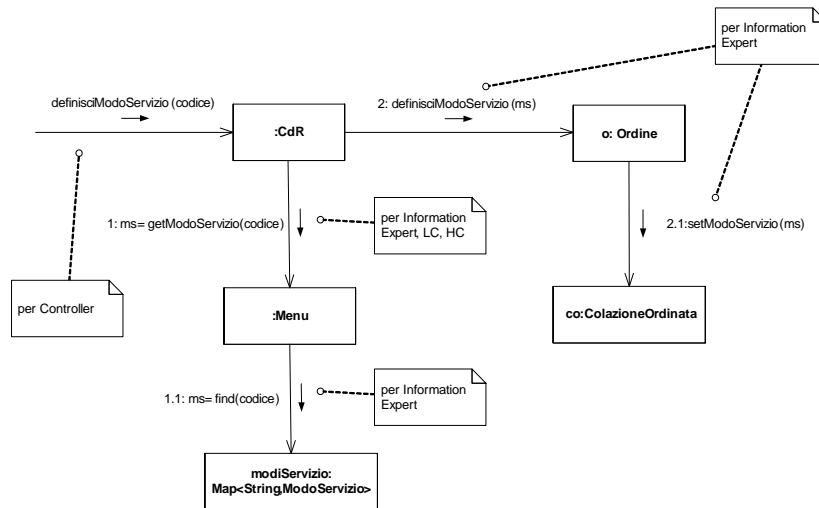 per Information
Expert
definisciModoServizio (codice)
2: definisciModoServizio (ms)
:CdR
o: Ordine
1: ms= getModoServizio(codice)
per Information
Expert, LC, HC
2.1:setModoServizio (ms)
per Controller
:Menu
co:ColazioneOrdinata
1.1: ms= find(codice)
per Information
Expert
modiServizio:
Map<String,ModoServizio>